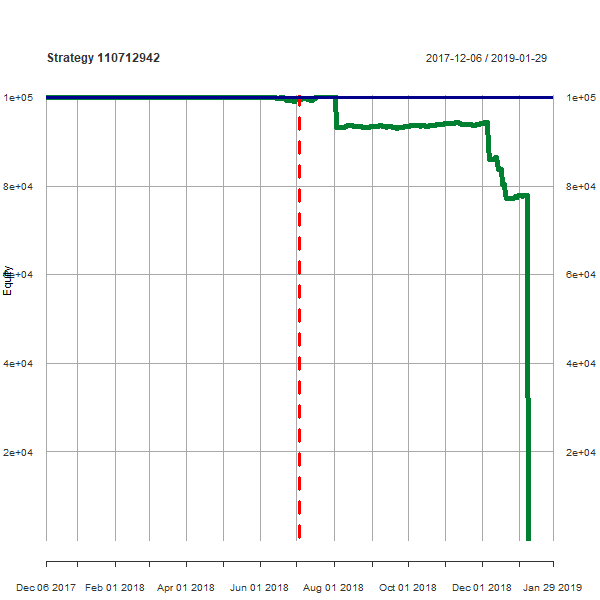 Strategy 110712942
2017-12-06 / 2019-01-29
1e+05
1e+05
8e+04
8e+04
Equity
6e+04
6e+04
4e+04
4e+04
2e+04
2e+04
Dec 06 2017
Feb 01 2018
Apr 01 2018
Jun 01 2018
Aug 01 2018
Oct 01 2018
Dec 01 2018
Jan 29 2019